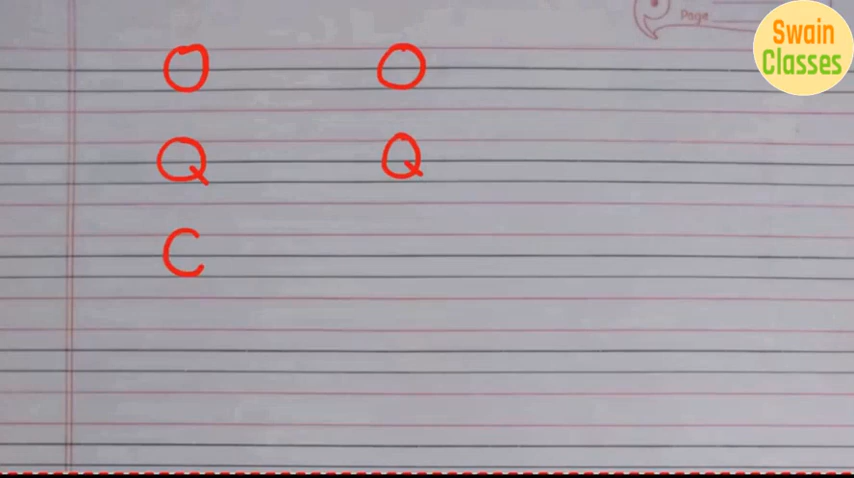 Page
Swain
Classes
O O
Q Q
C